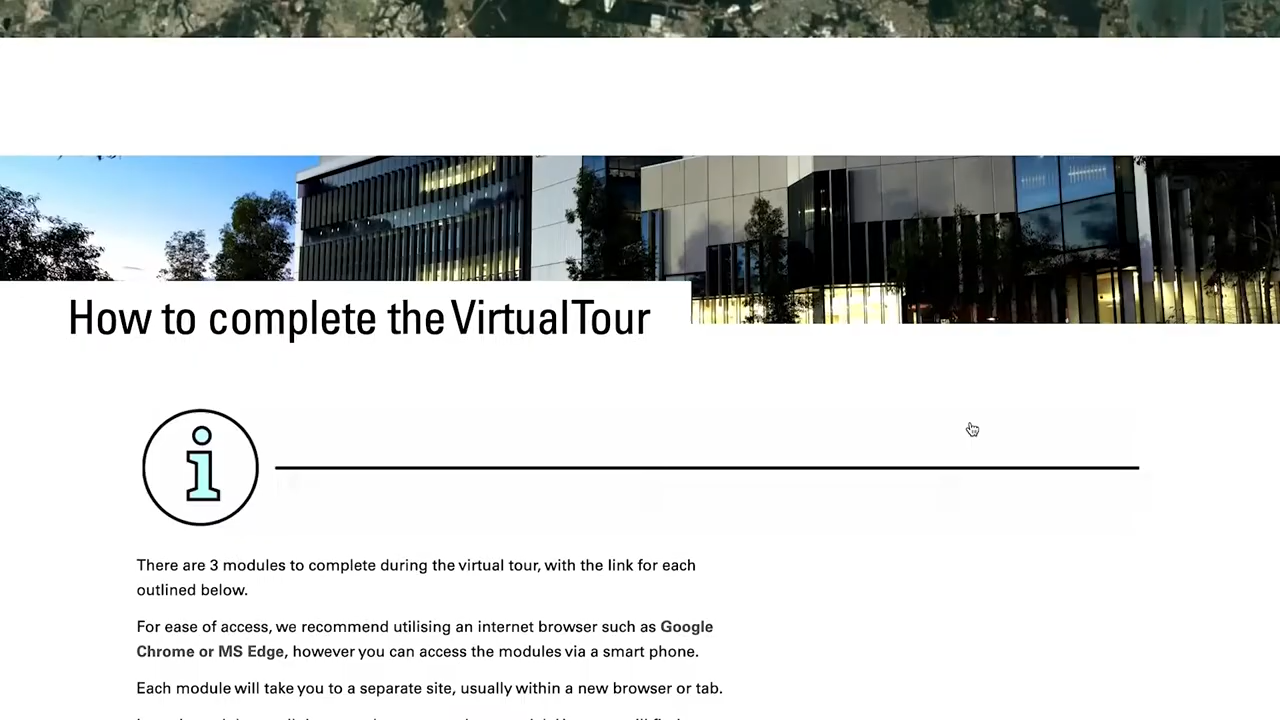 How to complete the Virtual Tour
There are 3 modules to complete during the virtual tour, with the link for each
outlined below.
For ease of access, we recommend utilising an internet browser such as Google
Chrome or MS Edge, however you can access the modules via a smart phone.
Each module will take you to a separate site, usually within a new browser or tab.